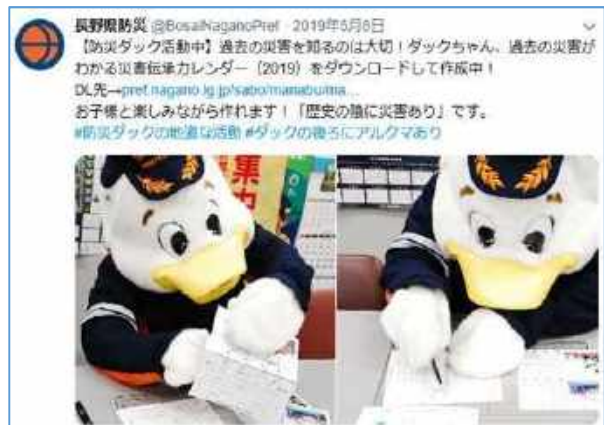 長野県防災 @BosaiNaganoPref · 2019年6月6日
【防災ダック活動中】過去の災害を知るのは大切!ダックちゃん、過去の災害が
わかる災害伝承カレンダー(2019)をダウンロードして作成中!
DL先→pref.nagano.lg.jp/sabo/manabu/ma...
お子様と楽しみながら作れます!「歴史の陰に災害あり」です。
#防災ダックの地道な活動 #ダックの後ろにアルクマあり
集中